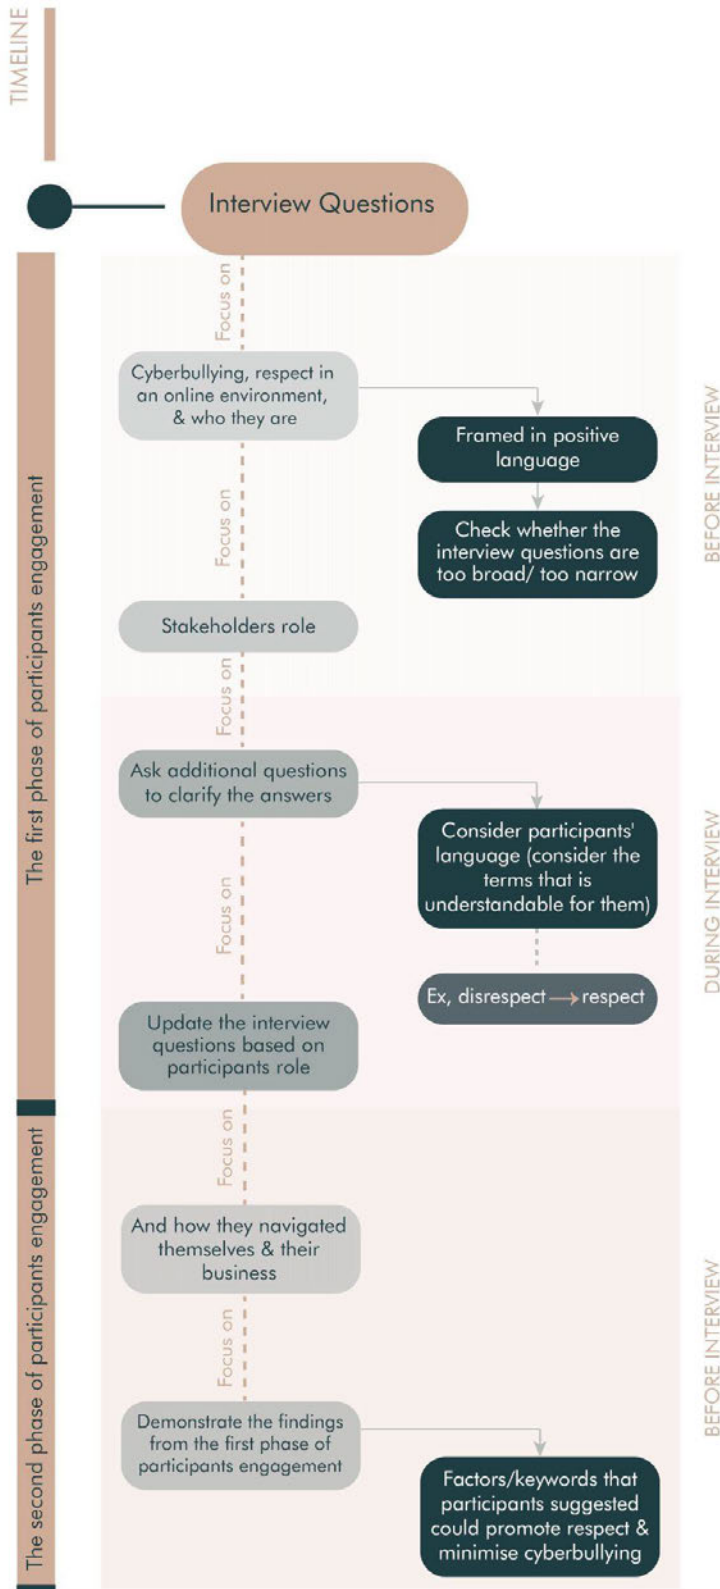 TIMELINE
Interview Questions
The first phase of participants engagement
BEFORE INTERVIEW
Focus on
Cyberbullying, respect in
an online environment,
& who they are
Framed in positive
language
Check whether the
interview questions are
too broad/ too narrow
Focus on
Stakeholders role
Focus on
DURING INTERVIEW
Ask additional questions
to clarify the answers
Consider participants'
language (consider the
terms that is
understandable for them)
Ex, disrespect → respect
Focus on
Update the interview
questions based on
participants role
The second phase of participants engagement
BEFORE INTERVIEW
Focus on
And how they navigated
themselves & their
business
Focus on
Demonstrate the findings
from the first phase of
participants engagement
Factors/keywords that
participants suggested
could promote respect &
minimise cyberbullying